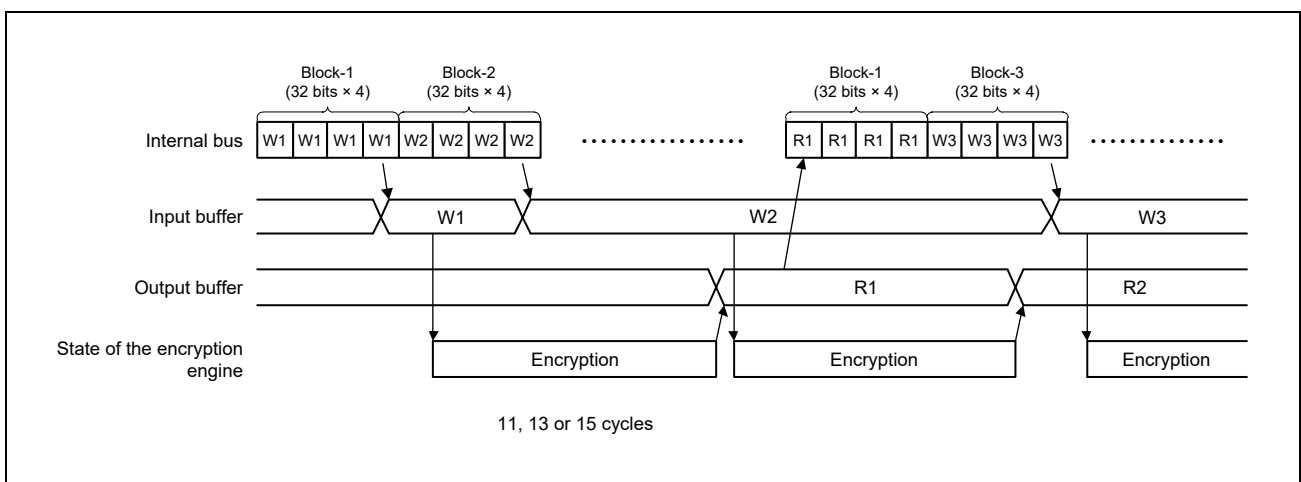 Block-1 Block-2 Block-1 Block-3
(32 bits × 4) (32 bits × 4) (32 bits × 4) (32 bits × 4)
Internal bus W1 W1 W1 W1 W2 W2 W2 W2 R1 R1 R1 R1 W3 W3 W3 W3
Input buffer W1 W2 W3
Output buffer R1 R2
State of the encryption
engine
Encryption Encryption Encryption
11, 13 or 15 cycles